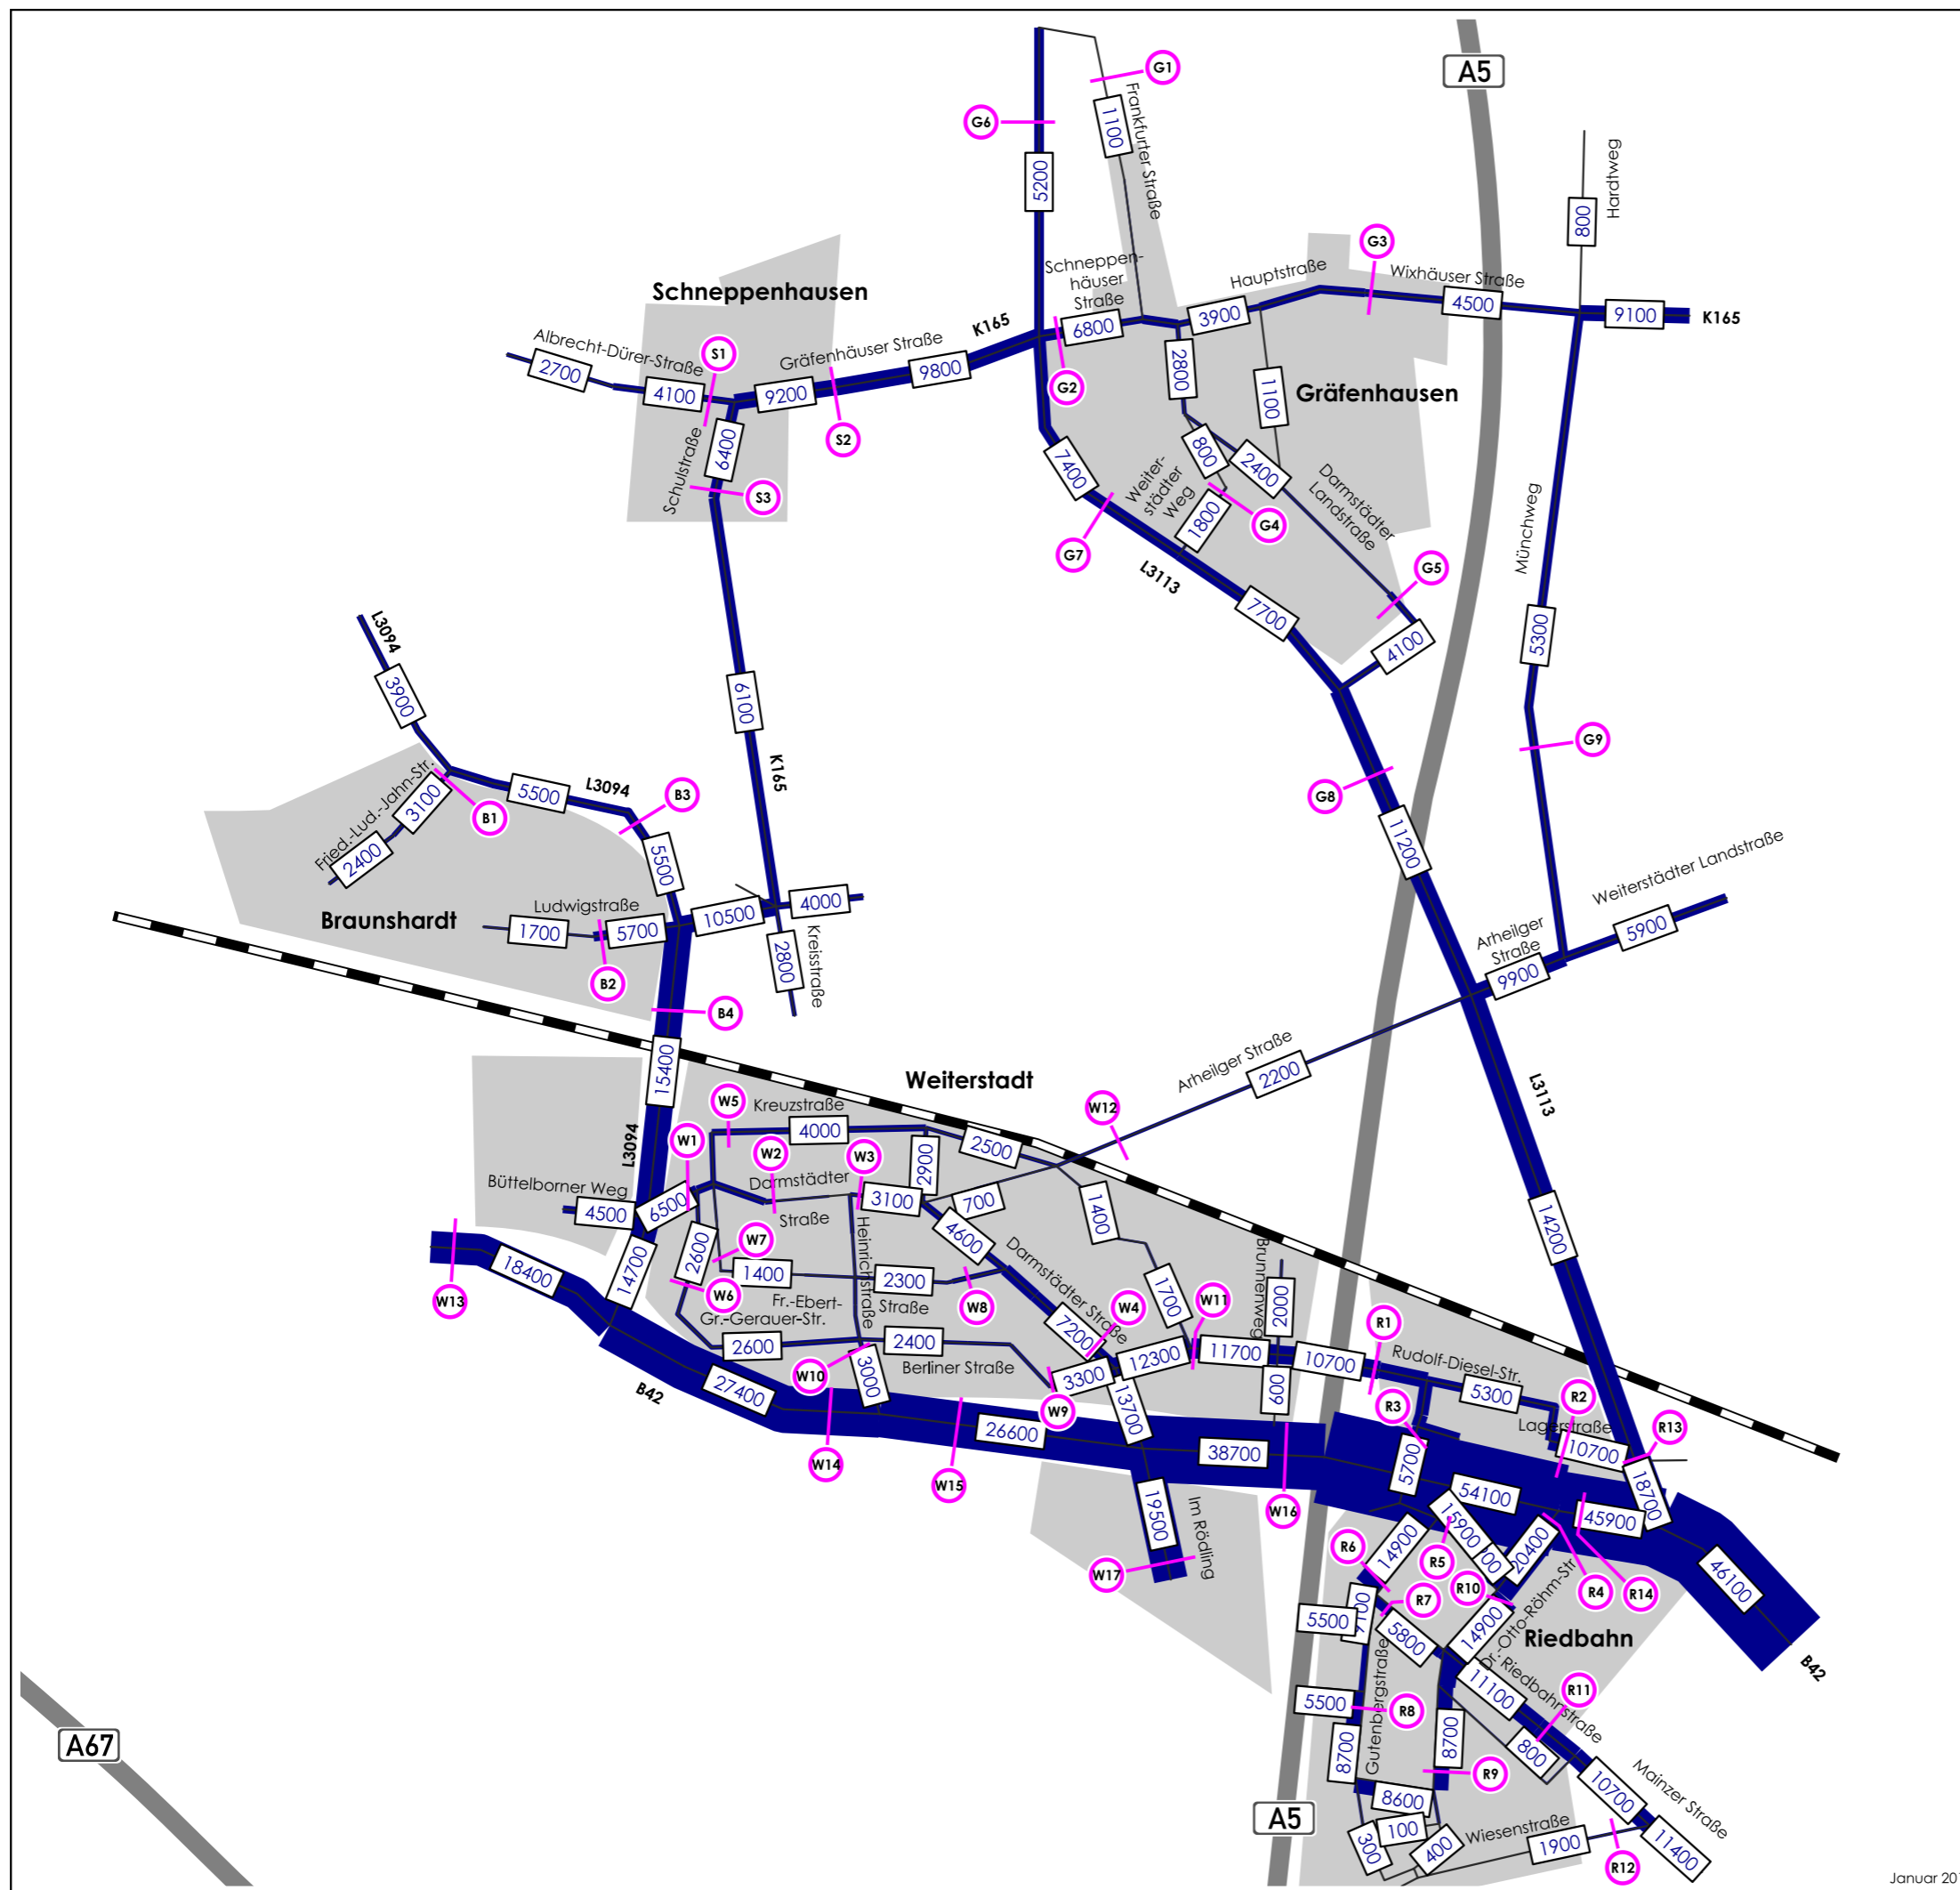 G1
A5
G6
1100
Frankfurter Straße
5200
Hardtweg
800
G3
Schneppen-
häuser
Straße
Hauptstraße
Wixhäuser Straße
Schneppenhausen
K165
6800
3900
4500
9100
K165
Albrecht-Dürer-Straße
S1
Gräfenhäuser Straße
2700
4100
9200
9800
G2
2800
1100
Gräfenhausen
S2
Schulstraße
6400
S3
7400
800
2400
Weiter-
städter
Weg
1800
G4
Darmstädter
Landstraße
G7
L3113
G5
Münchweg
7700
4100
5300
L3094
3900
6100
K165
G9
Fried.-Lud.-Jahn-Str.
3100
2400
B1
5500
L3094
B3
5500
G8
11200
Ludwigstraße
Braunshardt
1700
5700
10500
4000
2800
Kreisstraße
B2
B4
Weiterstädter Landstraße
5900
Arheilger
Straße
9900
15400
L3094
Weiterstadt
Arheilger Straße
2200
L3113
W12
W5
Kreuzstraße
4000
2500
W1
W2
W3
2900
Büttelborner Weg
4500
6500
Darmstädter
Straße
3100
700
1400
4600
W7
2600
Heinrichstraße
Darmstädter Straße
14200
18400
14700
1400
2300
W13
W6
Fr.-Ebert-
Straße
Gr.-Gerauer-Str.
W8
1700
W4
W11
Brunnenweg
2000
7200
R1
2600
2400
Berliner Straße
W10
3000
3300
12300
11700
10700
Rudolf-Diesel-Str.
5300
B42
27400
W9
13700
600
R3
R2
Lagerstraße
10700
R13
26600
38700
5700
18700
W14
W15
W16
54100
45900
19500
Im Rödling
W17
R6
14900
15900
R5
20400
R4
R14
46100
B42
R7
R10
5500
5800
14900
Dr.-Otto-Röhm-Str.
Riedbahn
Gutenbergstraße
5500
R8
11100
Riedbahnstraße
R11
8700
8700
800
R9
Mainzer Straße
10700
8600
A67
A5
100
300
400
Wiesenstraße
1900
11400
R12
Januar 20